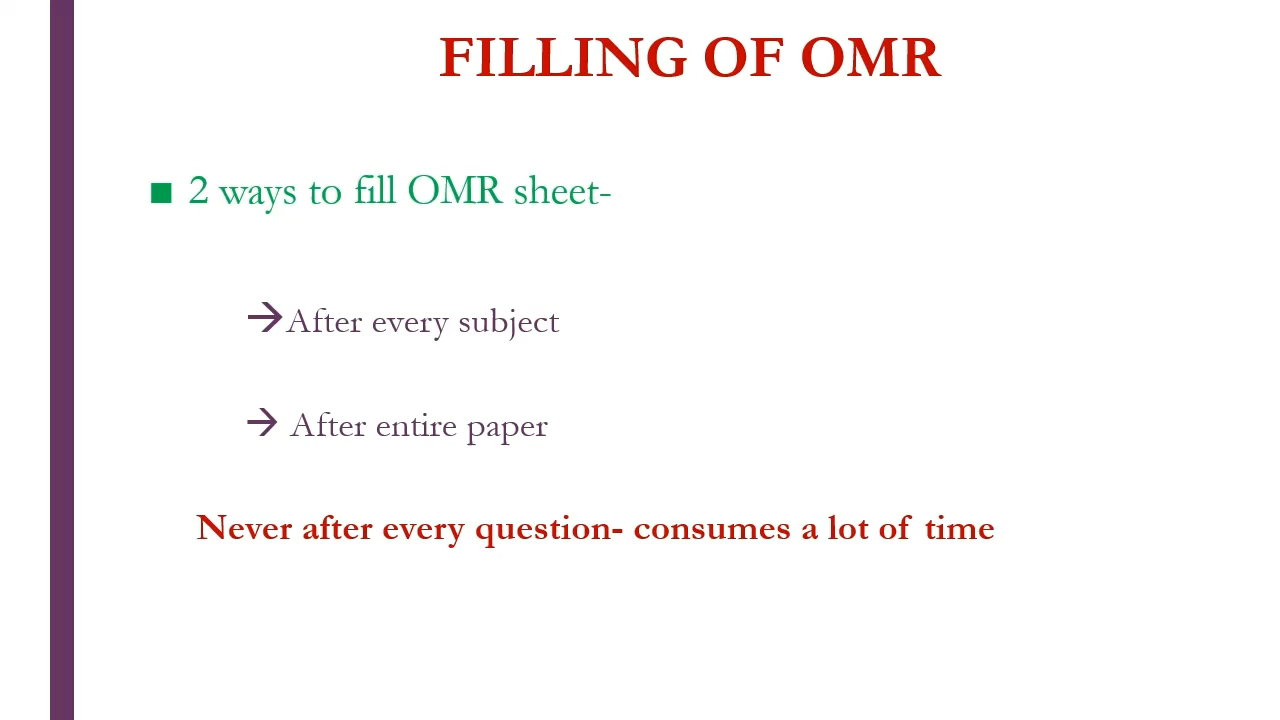 FILLING OF OMR
■ 2 ways to fill OMR sheet-
→After every subject
→ After entire paper
Never after every question- consumes a lot of time